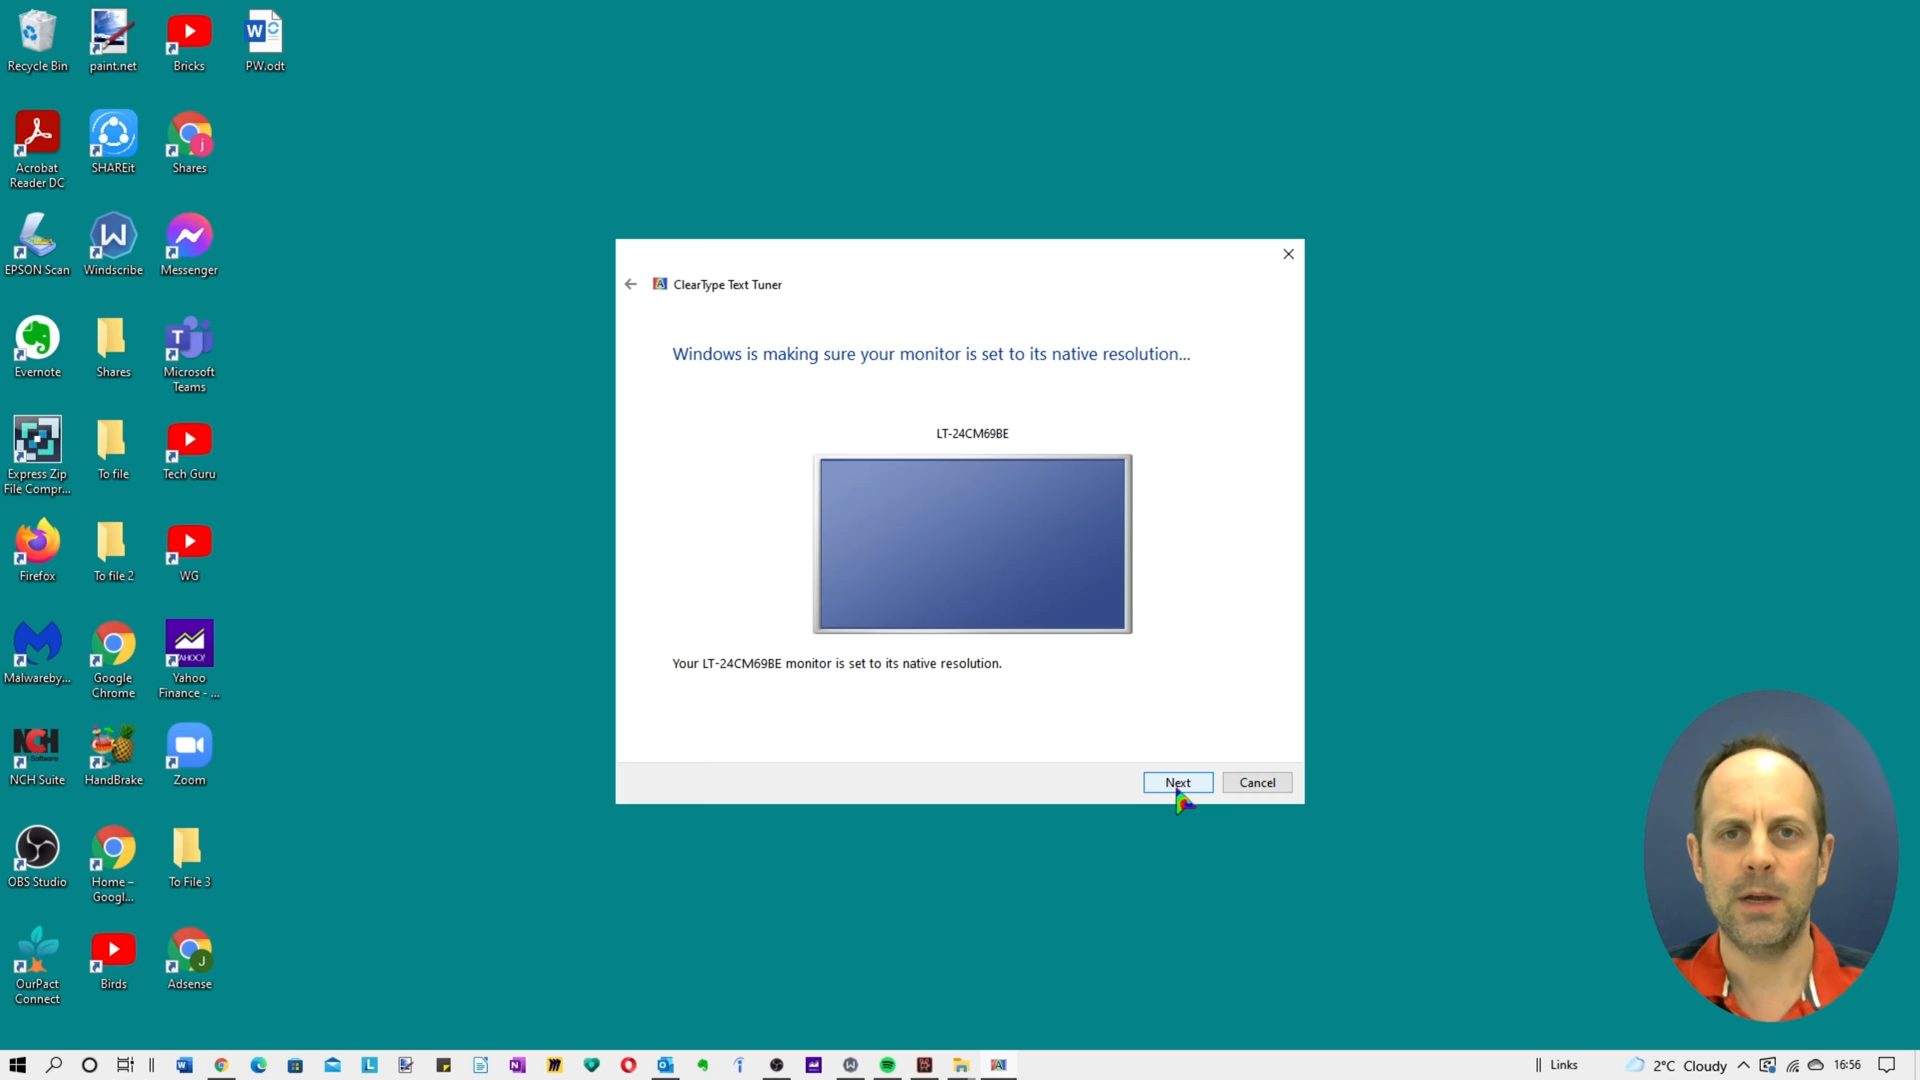 Recycle Bin
paint.net
Bricks
PW.odt
Acrobat
Reader DC
SHAREit
Shares
EPSON Scan
Windscribe
Messenger
Evernote
Shares
Microsoft
Teams
Express Zip
File Compr...
To file
Tech Guru
Firefox
To file 2
WG
Malwareby...
Google
Chrome
YAHOO!
Yahoo
Finance - ...
NCH
Software
NCH Suite
HandBrake
Zoom
OBS Studio
Home –
Googl...
To File 3
OurPact
Connect
Birds
Adsense
ClearType Text Tuner
Windows is making sure your monitor is set to its native resolution...
LT-24CM69BE
Your LT-24CM69BE monitor is set to its native resolution.
Next
Cancel
Links
2°C Cloudy
16:56